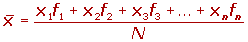 x̄ = (x₁f₁ + x₂f₂ + x₃f₃ + ... + xₙfₙ) / N